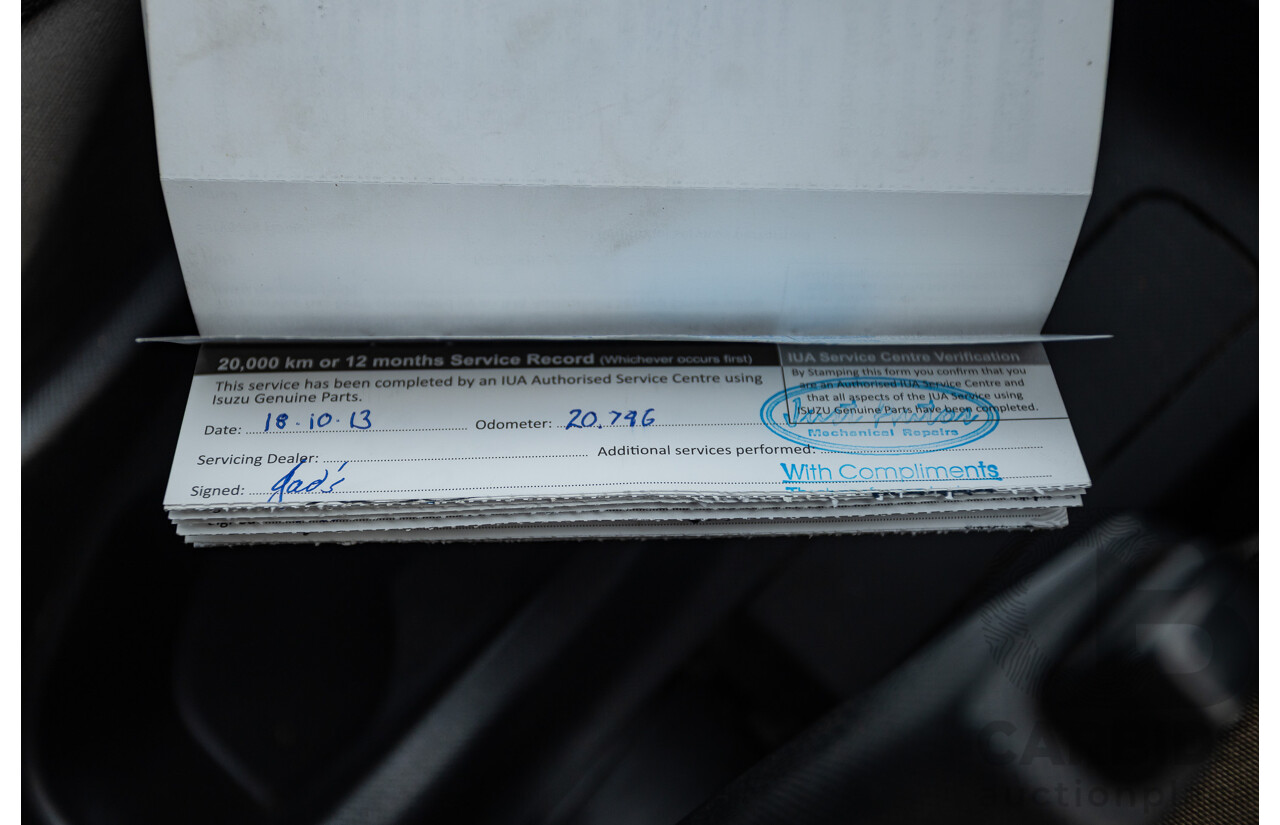 20,000 km or 12 months Service Record (Whichever occurs first)
This service has been completed by an IUA Authorised Service Centre using
Isuzu Genuine Parts.
Date: 18.10.13
Odometer: 20.796
Servicing Dealer:
Additional services performed:
Signed:
IUA Service Centre Verification
By Stamping this form you confirm that you
are an Authorised IUA Service Centre and
that all aspects of the IUA Service using
ISUZU Genuine Parts have been completed.
Mechanical Repairs
With Compliments